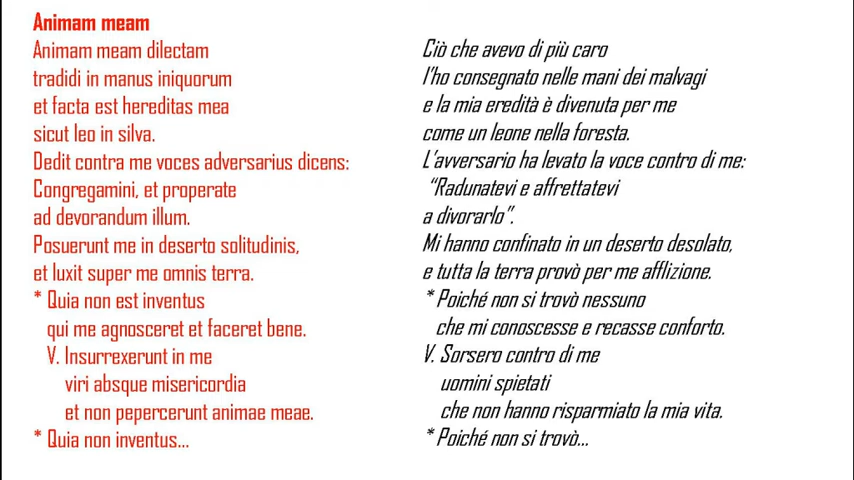 Animam meam
Animam meam dilectam
tradidi in manus iniquorum
et facta est hereditas mea
sicut leo in silva.
Dedit contra me voces adversarius dicens:
Congregamini, et properate
ad devorandum illum.
Posuerunt me in deserto solitudinis,
et luxit super me omnis terra.
* Quia non est inventus
qui me agnosceret et faceret bene.
V. Insurrexerunt in me
viri absque misericordia
et non pepercerunt animae meae.
* Quia non inventus...
Ciò che avevo di più caro
l'ho consegnato nelle mani dei malvagi
e la mia eredità è divenuta per me
come un leone nella foresta.
L'avversario ha levato la voce contro di me:
“Radunatevi e affrettatevi
a divorarlo”.
Mi hanno confinato in un deserto desolato,
e tutta la terra provò per me afflizione.
* Poiché non si trovò nessuno
che mi conoscesse e recasse conforto.
V. Sorsero contro di me
uomini spietati
che non hanno risparmiato la mia vita.
* Poiché non si trovò...